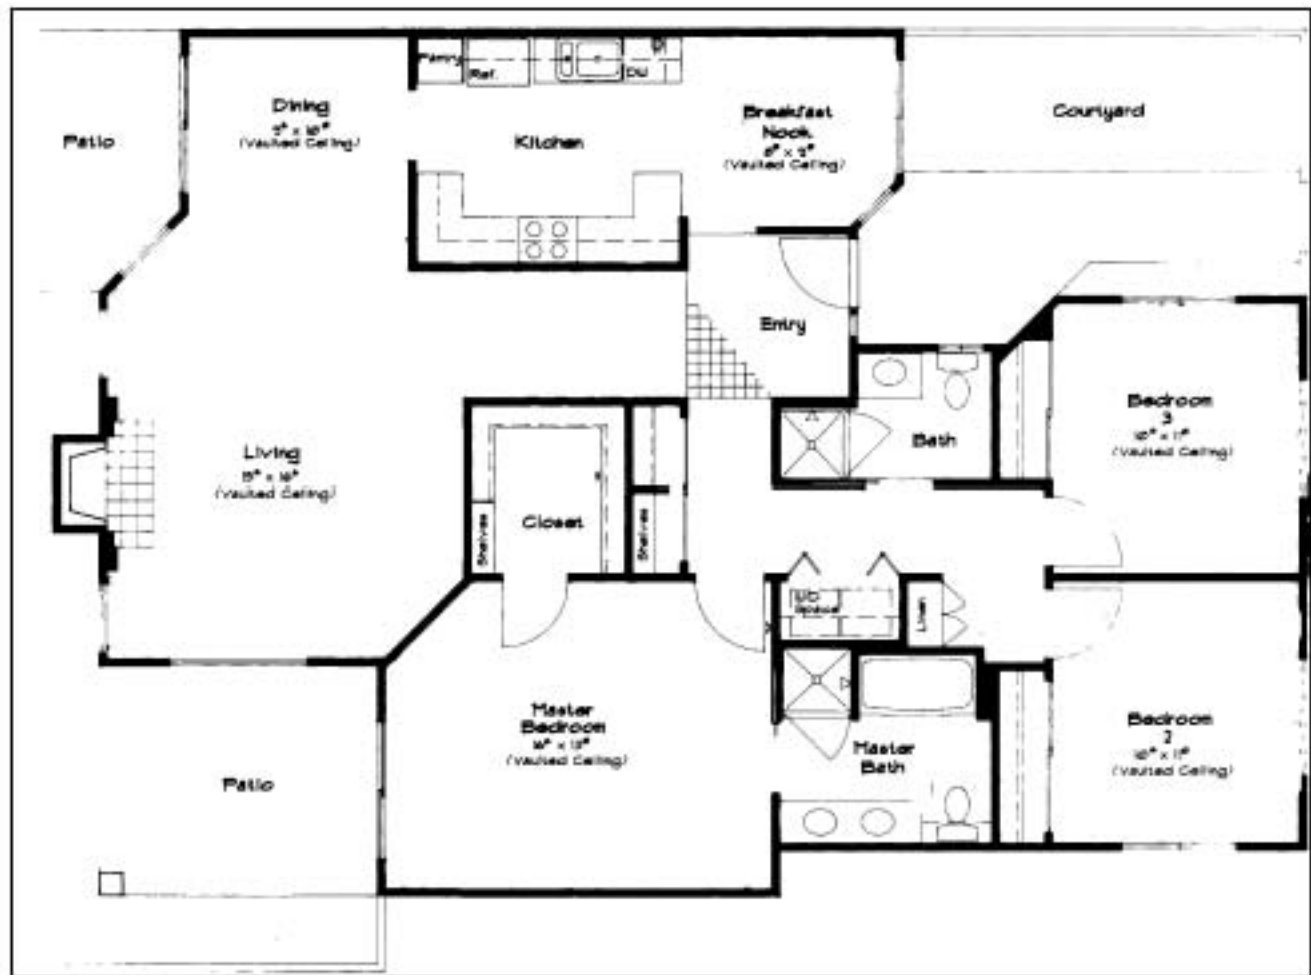 Pantry
Ref.
DW
Dining
(Vaulted Ceiling)
Patio
Kitchen
Breakfast
Nook
(Vaulted Ceiling)
Courtyard
Entry
Bath
Bedroom
3
(Vaulted Ceiling)
Living
(Vaulted Ceiling)
Closet
Shelves
Shelves
Space
Linen
Master
Bedroom
(Vaulted Ceiling)
Master
Bath
Bedroom
2
(Vaulted Ceiling)
Patio